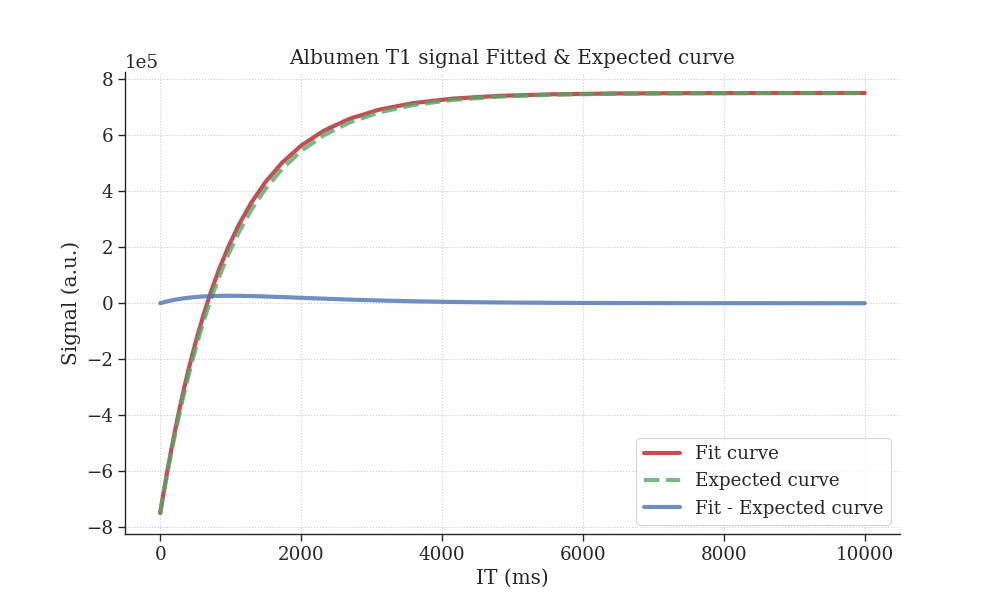 Albumen T1 signal Fitted & Expected curve
1e5
8
6
4
2
0
−2
−4
−6
−8
Signal (a.u.)
0 2000 4000 6000 8000 10000
IT (ms)
Fit curve
Expected curve
Fit - Expected curve